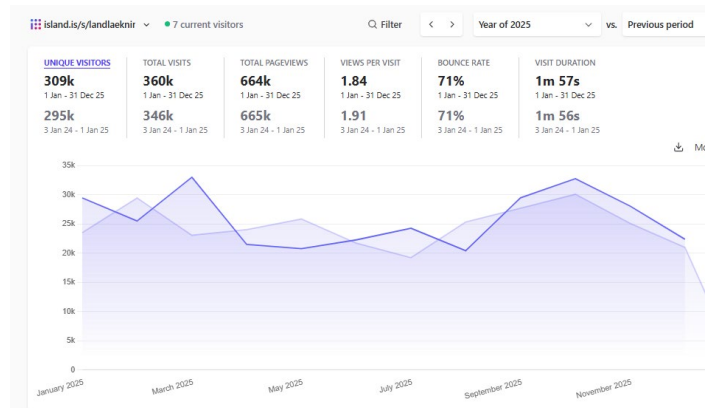 island.is/s/landlaeknir
7 current visitors
Filter
Year of 2025
vs.
Previous period
UNIQUE VISITORS
309k
1 Jan - 31 Dec 25
295k
3 Jan 24 - 1 Jan 25
TOTAL VISITS
360k
1 Jan - 31 Dec 25
346k
3 Jan 24 - 1 Jan 25
TOTAL PAGEVIEWS
664k
1 Jan - 31 Dec 25
665k
3 Jan 24 - 1 Jan 25
VIEWS PER VISIT
1.84
1 Jan - 31 Dec 25
1.91
3 Jan 24 - 1 Jan 25
BOUNCE RATE
71%
1 Jan - 31 Dec 25
71%
3 Jan 24 - 1 Jan 25
VISIT DURATION
1m 57s
1 Jan - 31 Dec 25
1m 56s
3 Jan 24 - 1 Jan 25
35k
30k
25k
20k
15k
10k
5k
0
January 2025
March 2025
May 2025
July 2025
September 2025
November 2025